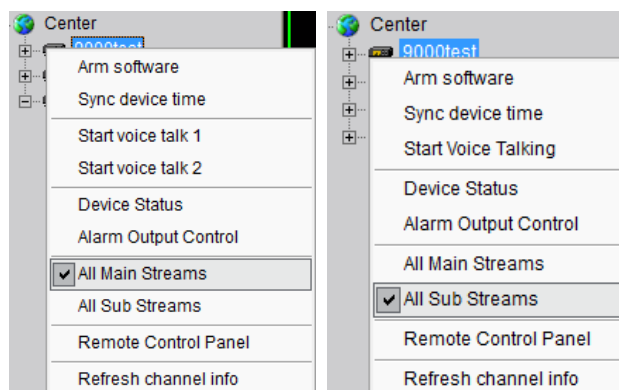 Center
9000test
Arm software
Sync device time
Start voice talk 1
Start voice talk 2
Device Status
Alarm Output Control
All Main Streams
All Sub Streams
Remote Control Panel
Refresh channel info
Center
9000test
Arm software
Sync device time
Start Voice Talking
Device Status
Alarm Output Control
All Main Streams
All Sub Streams
Remote Control Panel
Refresh channel info